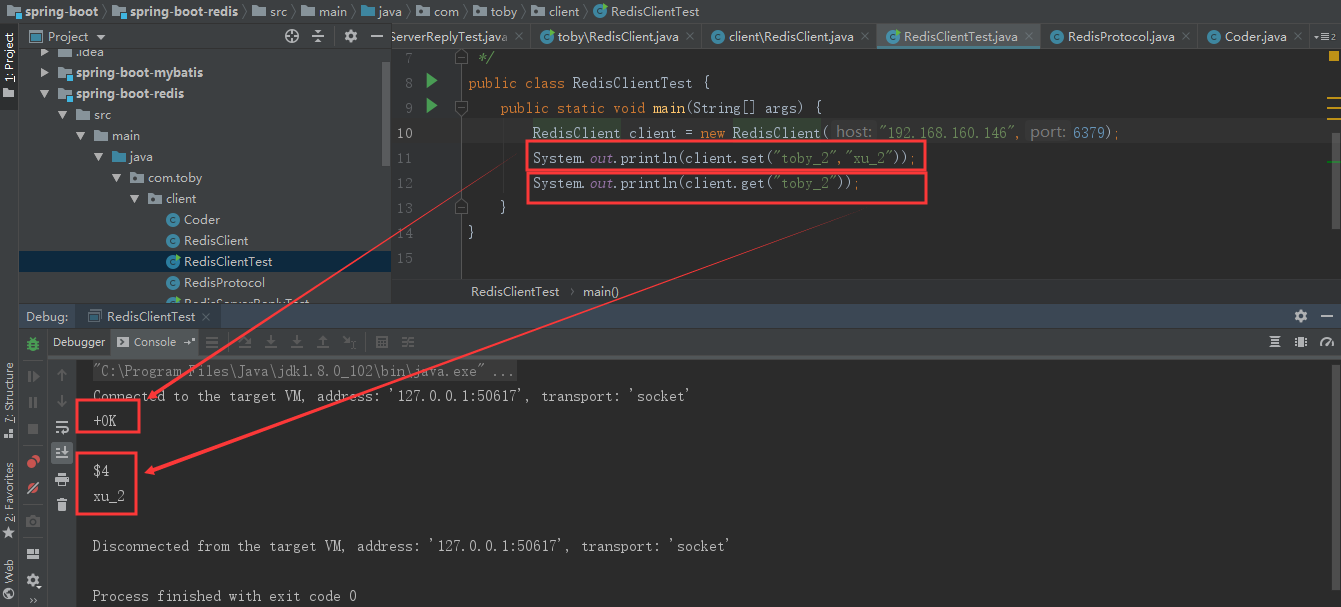 spring-boot spring-boot-redis src main java com toby client RedisClientTest
1: Project
Project
ServerReplyTest.java toby\RedisClient.java client\RedisClient.java RedisClientTest.java RedisProtocol.java Coder.java
.idea
spring-boot-mybatis
spring-boot-redis
src
main
java
com.toby
client
Coder
RedisClient
RedisClientTest
RedisProtocol
RedisServerReplyTest
7 */
8 public class RedisClientTest {
9 public static void main(String[] args) {
10 RedisClient client = new RedisClient( host: "192.168.160.146", port: 6379);
11 System.out.println(client.set("toby_2","xu_2"));
12 System.out.println(client.get("toby_2"));
13 }
14 }
15
RedisClientTest main()
Debug: RedisClientTest
Debugger Console
"C:\Program Files\Java\jdk1.8.0_102\bin\java.exe" ...
Connected to the target VM, address: '127.0.0.1:50617', transport: 'socket'
+OK
$4
xu_2
Disconnected from the target VM, address: '127.0.0.1:50617', transport: 'socket'
Process finished with exit code 0
7: Structure
2: Favorites
Web